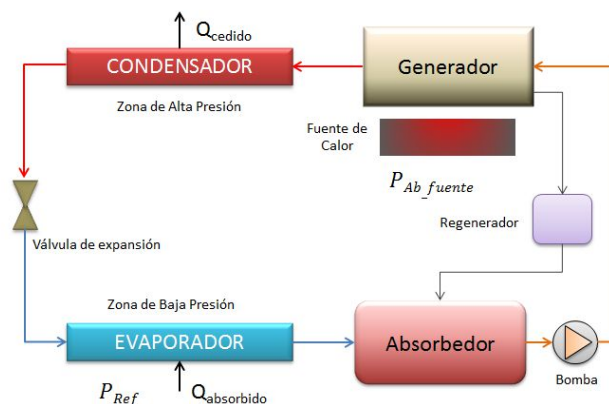 Q_cedido
CONDENSADOR
Generador
Zona de Alta Presión
Fuente de
Calor
P_Ab_fuente
Regenerador
Válvula de expansión
Zona de Baja Presión
EVAPORADOR
Absorbedor
Bomba
P_Ref
Q_absorbido